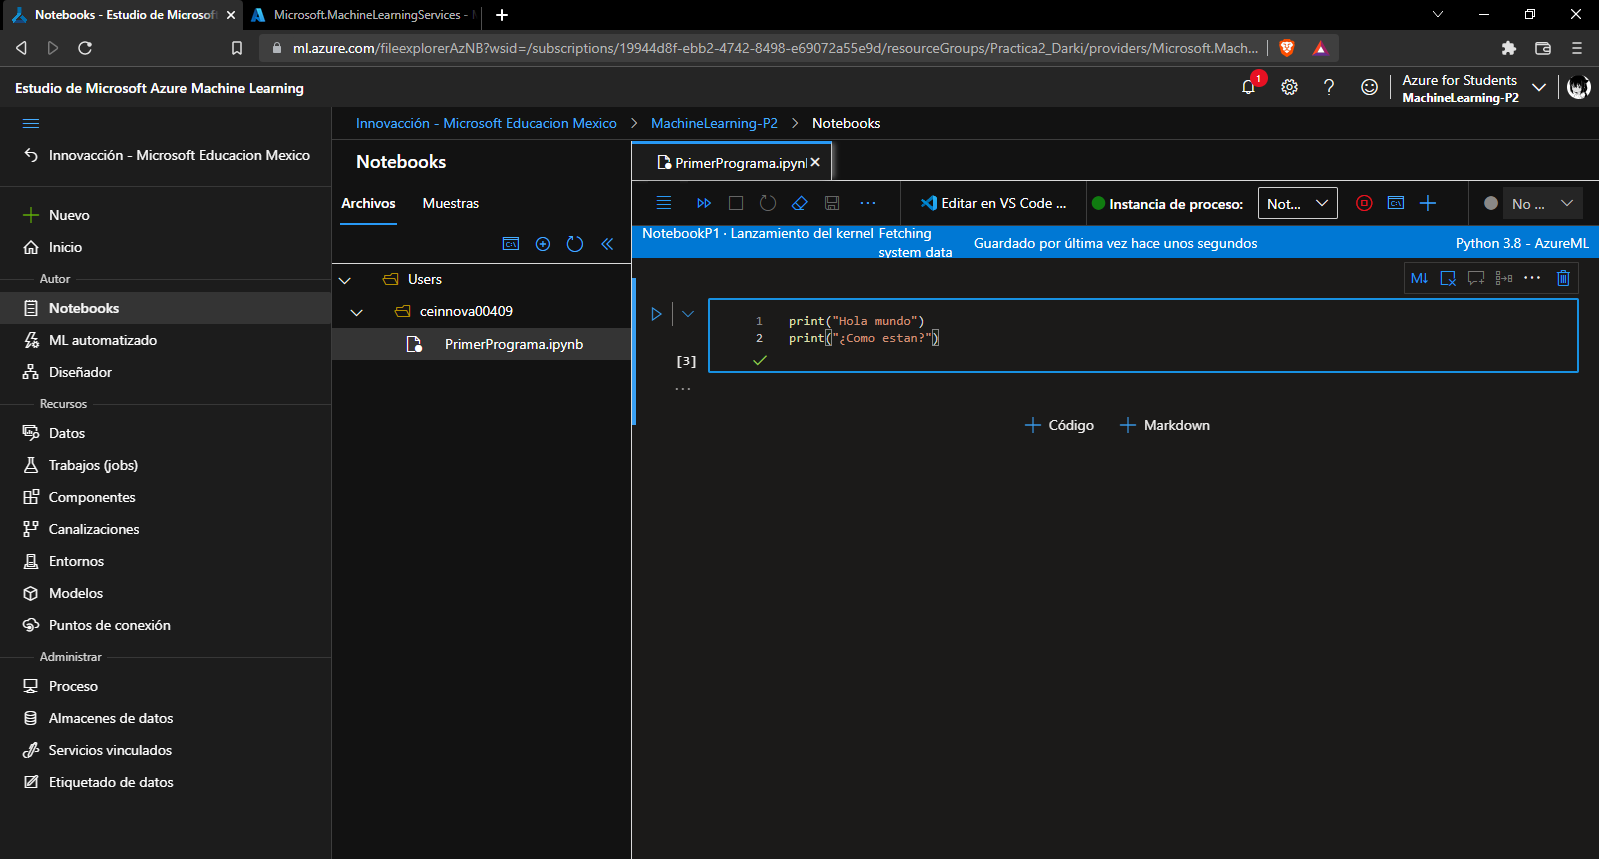 Notebooks - Estudio de Microsoft
Microsoft.MachineLearningServices -
ml.azure.com/fileexplorerAzNB?wsid=/subscriptions/19944d8f-ebb2-4742-8498-e69072a55e9d/resourceGroups/Practica2_Darki/providers/Microsoft.Mach...
Estudio de Microsoft Azure Machine Learning
1
Azure for Students
MachineLearning-P2
Innovacción - Microsoft Educacion Mexico
Nuevo
Inicio
Autor
Notebooks
ML automatizado
Diseñador
Recursos
Datos
Trabajos (jobs)
Componentes
Canalizaciones
Entornos
Modelos
Puntos de conexión
Administrar
Proceso
Almacenes de datos
Servicios vinculados
Etiquetado de datos
Innovacción - Microsoft Educacion Mexico > MachineLearning-P2 > Notebooks
Notebooks
Archivos Muestras
Users
ceinnova00409
PrimerPrograma.ipynb
PrimerPrograma.ipyn
Editar en VS Code ...
Instancia de proceso:
Not...
No ...
NotebookP1 · Lanzamiento del kernel Fetching system data
Guardado por última vez hace unos segundos
Python 3.8 - AzureML
M↓
1 print("Hola mundo")
2 print("¿Como estan?")
[3]
...
+ Código + Markdown